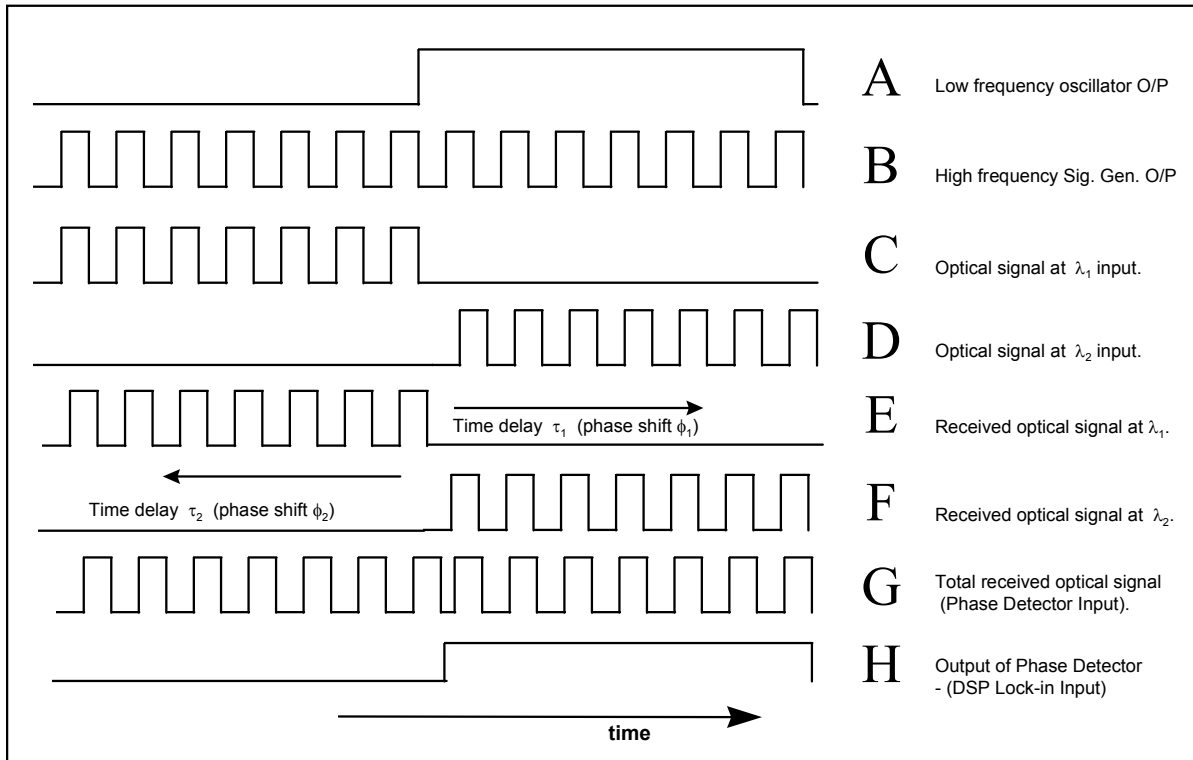 A Low frequency oscillator O/P
B High frequency Sig. Gen. O/P
C Optical signal at λ₁ input.
D Optical signal at λ₂ input.
Time delay τ₁ (phase shift ϕ₁)
E Received optical signal at λ₁.
Time delay τ₂ (phase shift ϕ₂)
F Received optical signal at λ₂.
G Total received optical signal
(Phase Detector Input).
H Output of Phase Detector
- (DSP Lock-in Input)
time